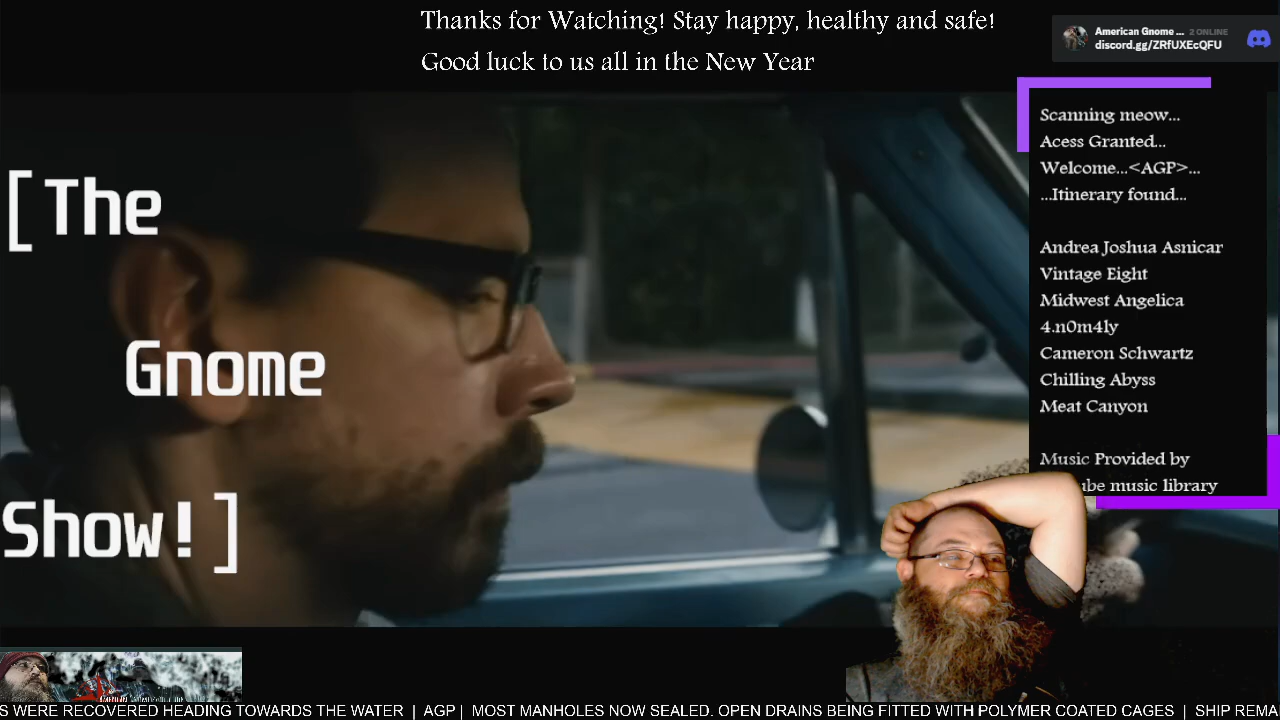 Thanks for Watching! Stay happy, healthy and safe!
Good luck to us all in the New Year
American Gnome ... 2 ONLINE
discord.gg/ZRfUXEcQFU
Scanning meow...
Acess Granted...
Welcome...<AGP>...
...Itinerary found...
Andrea Joshua Asnicar
Vintage Eight
Midwest Angelica
4.n0m4ly
Cameron Schwartz
Chilling Abyss
Meat Canyon
Music Provided by
ube music library
[The
Gnome
Show!]
S WERE RECOVERED HEADING TOWARDS THE WATER | AGP | MOST MANHOLES NOW SEALED. OPEN DRAINS BEING FITTED WITH POLYMER COATED CAGES | SHIP REMA